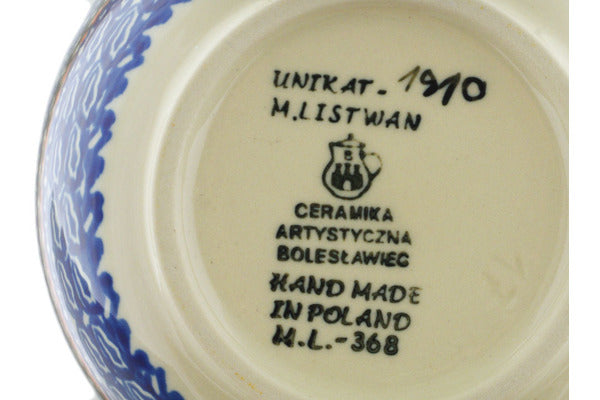 UNIKAT - 1910
M.LISTWAN
B
CERAMIKA
ARTYSTYCZNA
BOLESŁAWIEC
HAND MADE
IN POLAND
M.L.-368